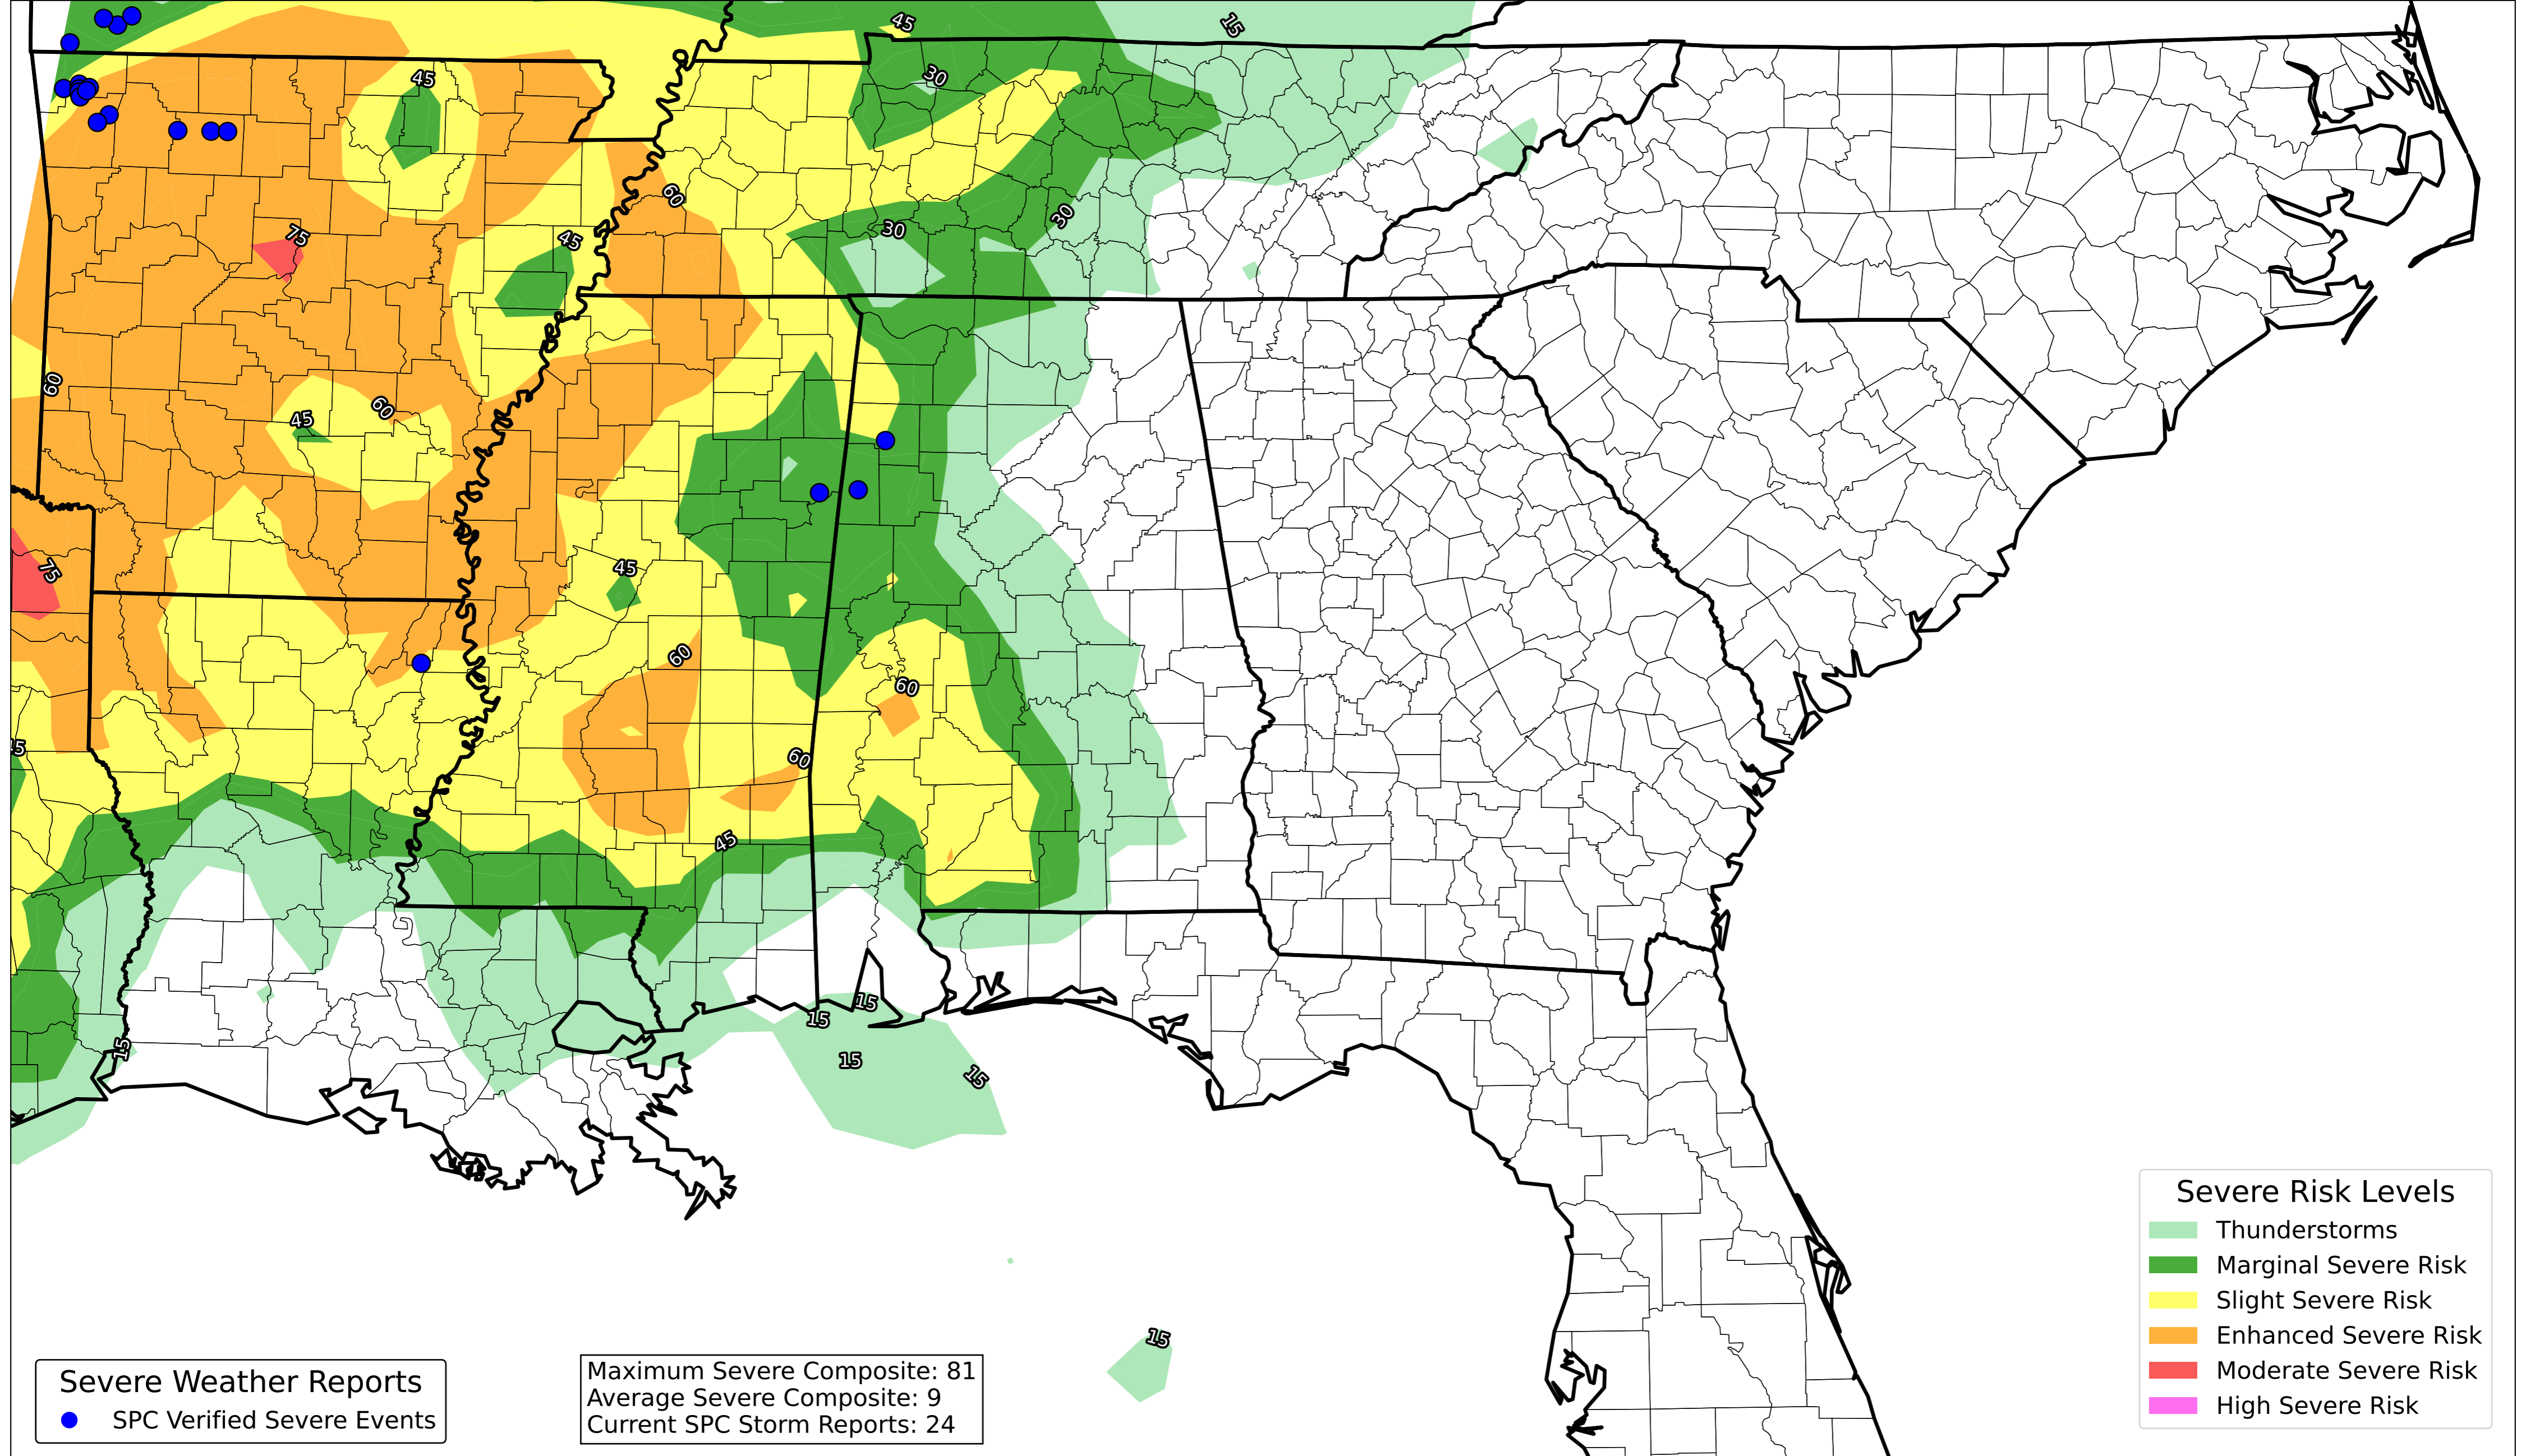 45
15
45
30
60
30
75
45
30
60
60
45
75
45
60
60
60
45
45
15
15
15
15
15
15
Severe Risk Levels
Thunderstorms
Marginal Severe Risk
Slight Severe Risk
Enhanced Severe Risk
Moderate Severe Risk
High Severe Risk
Severe Weather Reports
SPC Verified Severe Events
Maximum Severe Composite: 81
Average Severe Composite: 9
Current SPC Storm Reports: 24